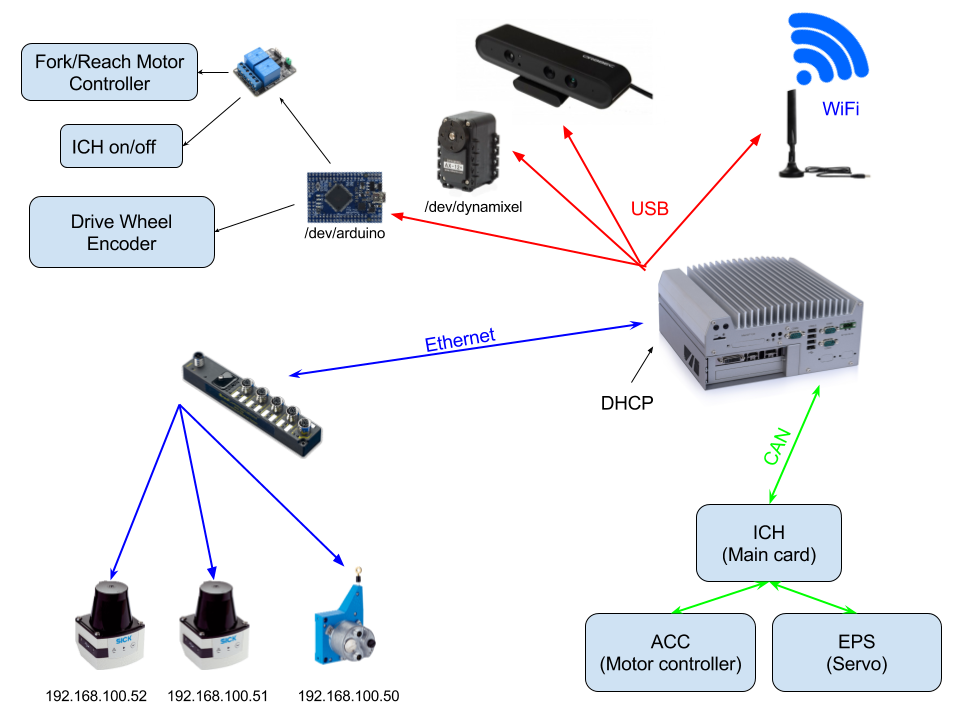 Fork/Reach Motor
Controller
WiFi
ICH on/off
/dev/dynamixel
Drive Wheel
Encoder
USB
/dev/arduino
Ethernet
DHCP
CAN
ICH
(Main card)
SICK
SICK
ACC
(Motor controller)
EPS
(Servo)
192.168.100.52
192.168.100.51
192.168.100.50